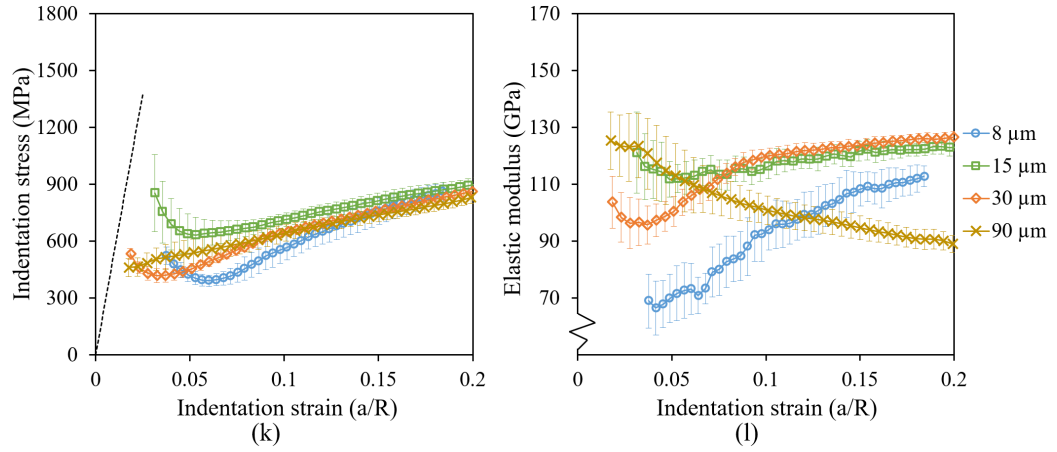 1800
1500
1200
900
600
300
0
Indentation stress (MPa)
0
0.05
0.1
0.15
0.2
Indentation strain (a/R)
(k)
170
150
130
110
90
70
Elastic modulus (GPa)
0
0.05
0.1
0.15
0.2
Indentation strain (a/R)
(l)
8 µm
15 µm
30 µm
90 µm